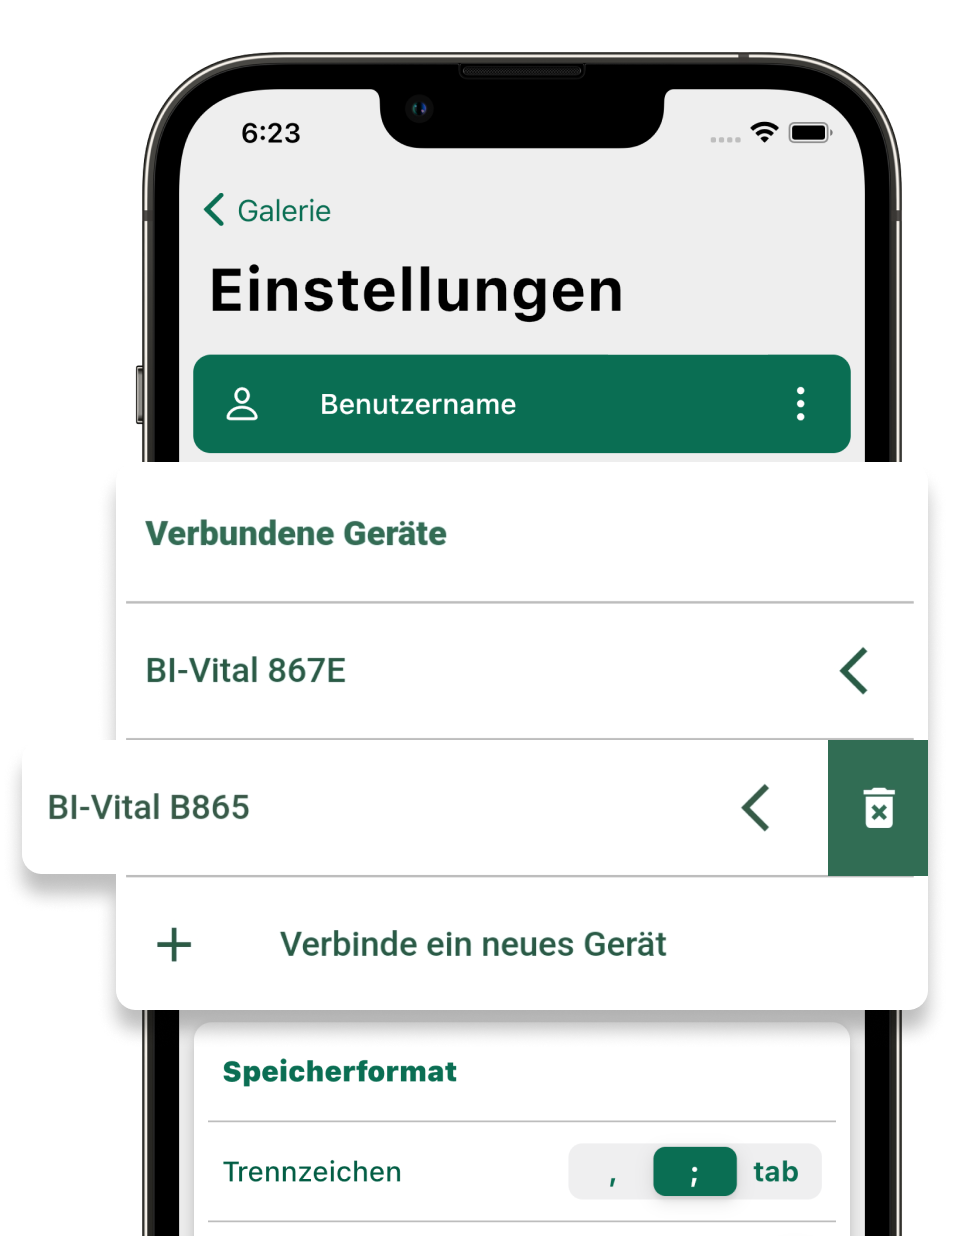 6:23
Galerie
Einstellungen
Benutzername
Verbundene Geräte
BI-Vital 867E
BI-Vital B865
Verbinde ein neues Gerät
Speicherformat
Trennzeichen , ; tab